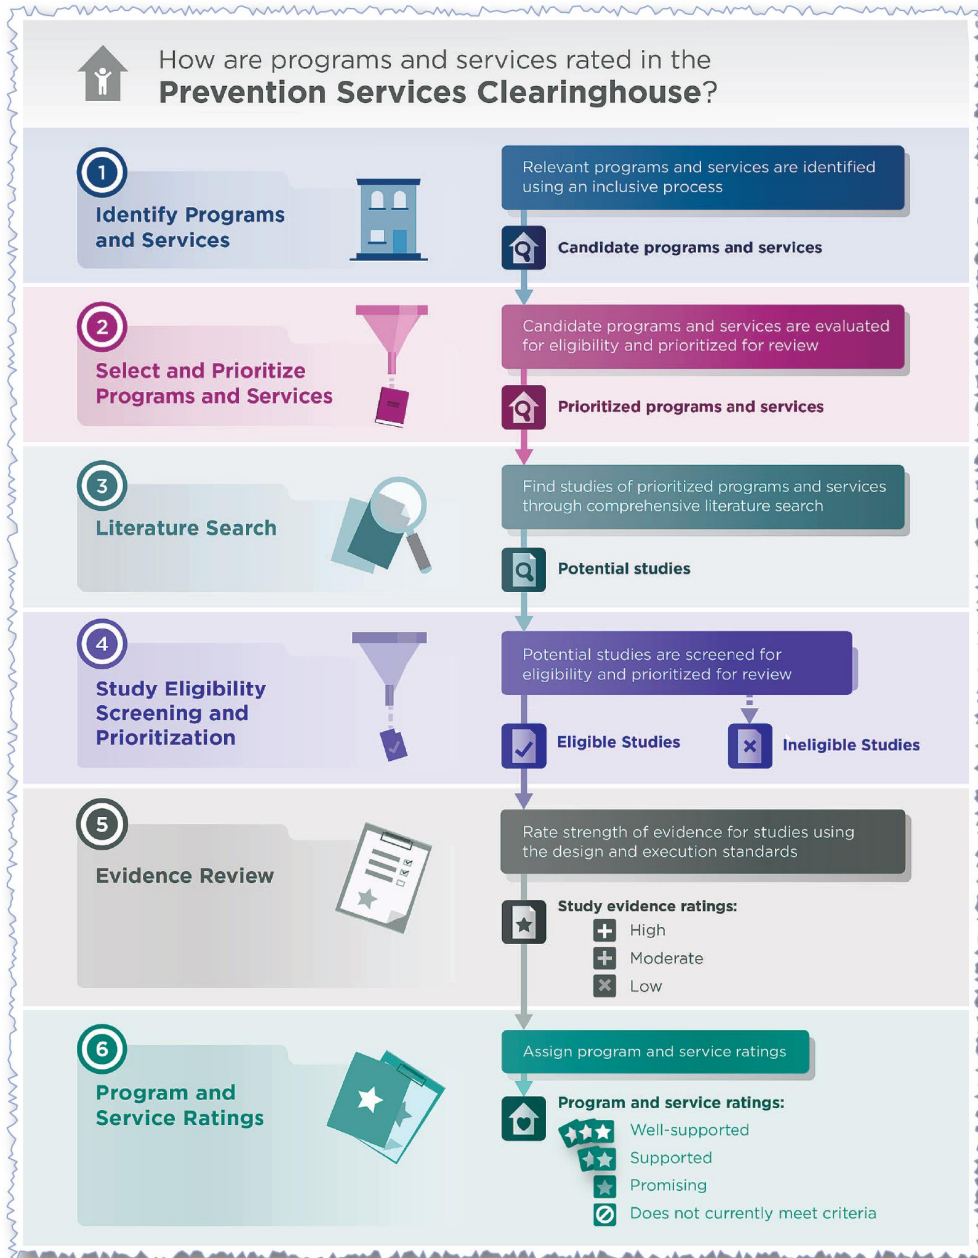 How are programs and services rated in the
Prevention Services Clearinghouse?
1
Identify Programs
and Services
Relevant programs and services are identified
using an inclusive process
Candidate programs and services
2
Select and Prioritize
Programs and Services
Candidate programs and services are evaluated
for eligibility and prioritized for review
Prioritized programs and services
3
Literature Search
Find studies of prioritized programs and services
through comprehensive literature search
Potential studies
4
Study Eligibility
Screening and
Prioritization
Potential studies are screened for
eligibility and prioritized for review
Eligible Studies
Ineligible Studies
5
Evidence Review
Rate strength of evidence for studies using
the design and execution standards
Study evidence ratings:
High
Moderate
Low
6
Program and
Service Ratings
Assign program and service ratings
Program and service ratings:
Well-supported
Supported
Promising
Does not currently meet criteria